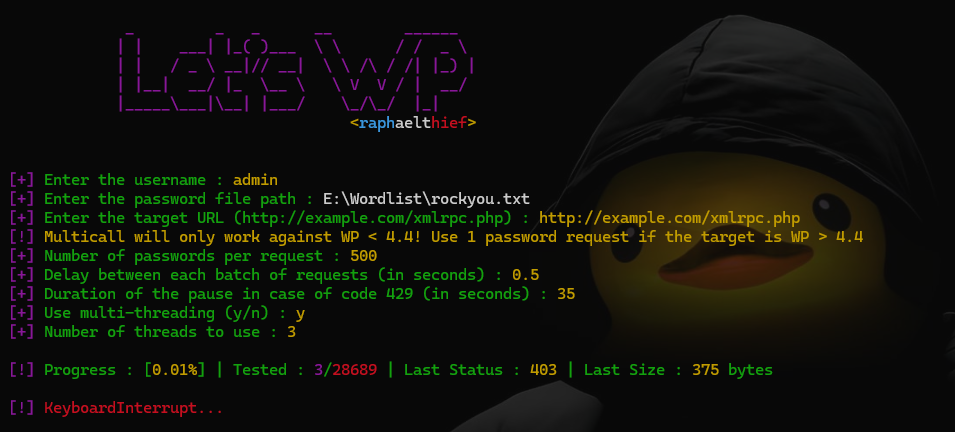 Let's WP
<raphaelthief>
[+] Enter the username : admin
[+] Enter the password file path : E:\Wordlist\rockyou.txt
[+] Enter the target URL (http://example.com/xmlrpc.php) : http://example.com/xmlrpc.php
[!] Multicall will only work against WP < 4.4! Use 1 password request if the target is WP > 4.4
[+] Number of passwords per request : 500
[+] Delay between each batch of requests (in seconds) : 0.5
[+] Duration of the pause in case of code 429 (in seconds) : 35
[+] Use multi-threading (y/n) : y
[+] Number of threads to use : 3
[!] Progress : [0.01%] | Tested : 3/28689 | Last Status : 403 | Last Size : 375 bytes
[!] KeyboardInterrupt...